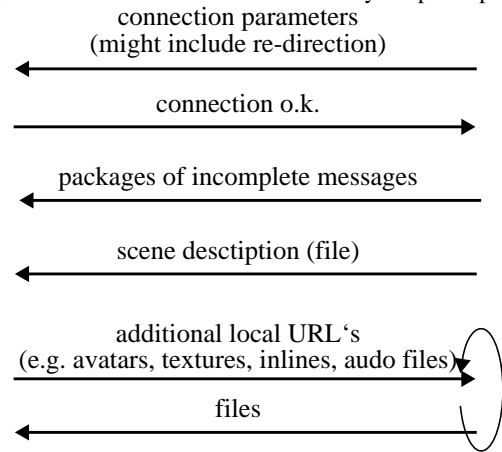 connection parameters
(might include re-direction)
connection o.k.
packages of incomplete messages
scene desctiption (file)
additional local URL‘s
(e.g. avatars, textures, inlines, audo files)
files